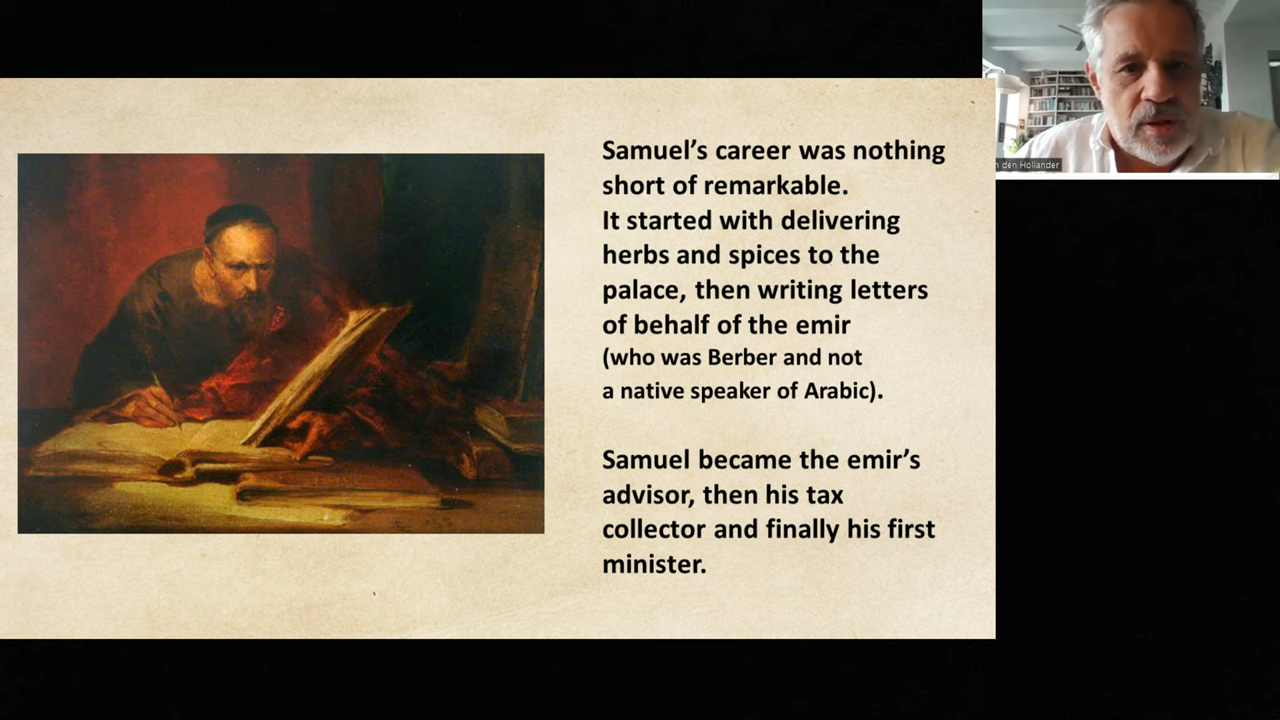 Samuel’s career was nothing
short of remarkable.
It started with delivering
herbs and spices to the
palace, then writing letters
of behalf of the emir
(who was Berber and not
a native speaker of Arabic).
Samuel became the emir’s
advisor, then his tax
collector and finally his first
minister.
den Hollander